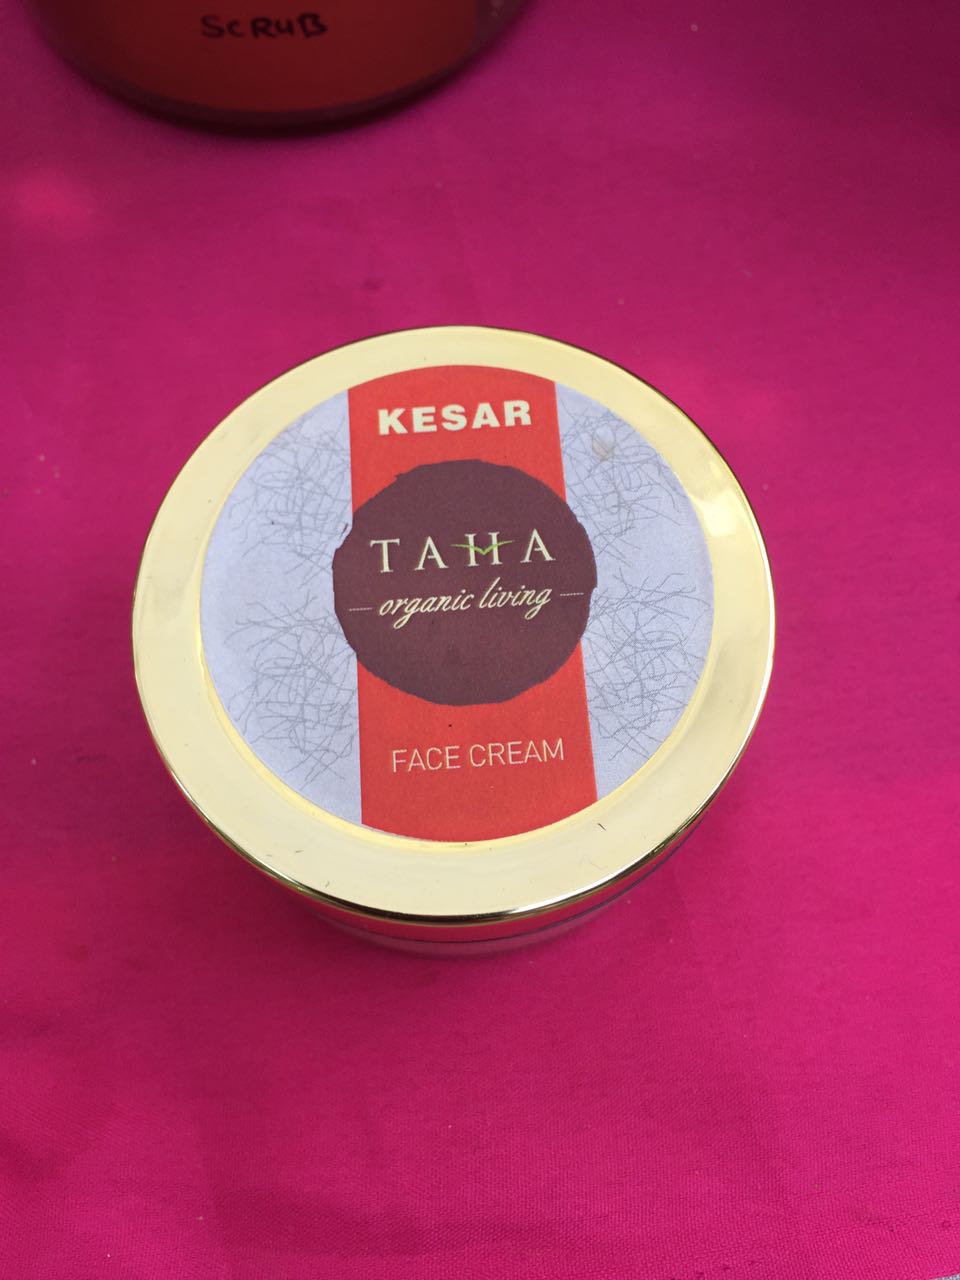 SCRUB
KESAR
TAHA
organic living
FACE CREAM